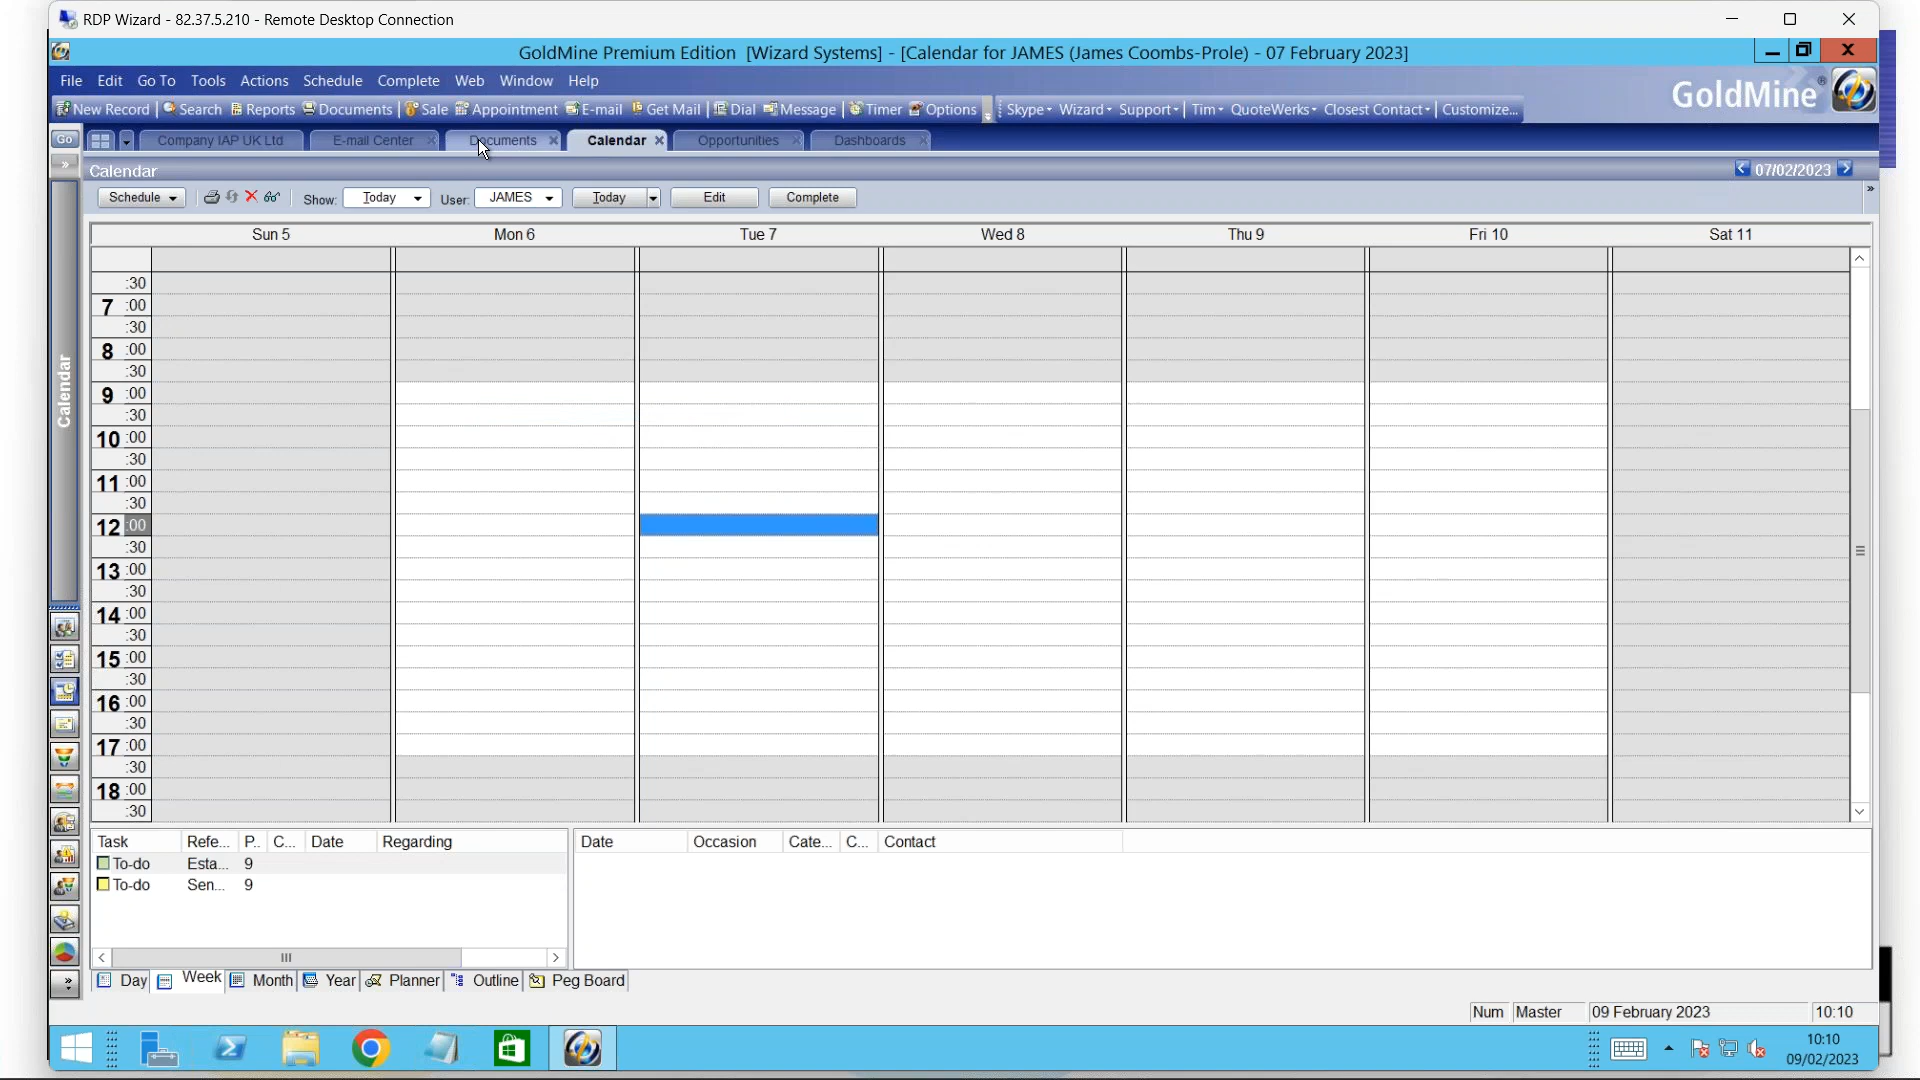 RDP Wizard - 82.37.5.210 - Remote Desktop Connection
GoldMine Premium Edition [Wizard Systems] - [Calendar for JAMES (James Coombs-Prole) - 07 February 2023]
File Edit Go To Tools Actions Schedule Complete Web Window Help
GoldMine
New Record Search Reports Documents Sale Appointment E-mail Get Mail Dial Message Timer Options Skype Wizard Support Tim QuoteWerks Closest Contact Customize...
Go Company IAP UK Ltd E-mail Center Documents Calendar Opportunities Dashboards
Calendar 07/02/2023
Schedule Show: Today User: JAMES Today Edit Complete
Sun 5 Mon 6 Tue 7 Wed 8 Thu 9 Fri 10 Sat 11
:30
7 :00
:30
8 :00
:30
9 :00
:30
10 :00
:30
11 :00
:30
12 :00
:30
13 :00
:30
14 :00
:30
15 :00
:30
16 :00
:30
17 :00
:30
18 :00
:30
Calendar
Task Refe... P.. C... Date Regarding
To-do Esta... 9
To-do Sen... 9
Date Occasion Cate... C... Contact
Day Week Month Year Planner Outline Peg Board
Num Master 09 February 2023 10:10
10:10
09/02/2023